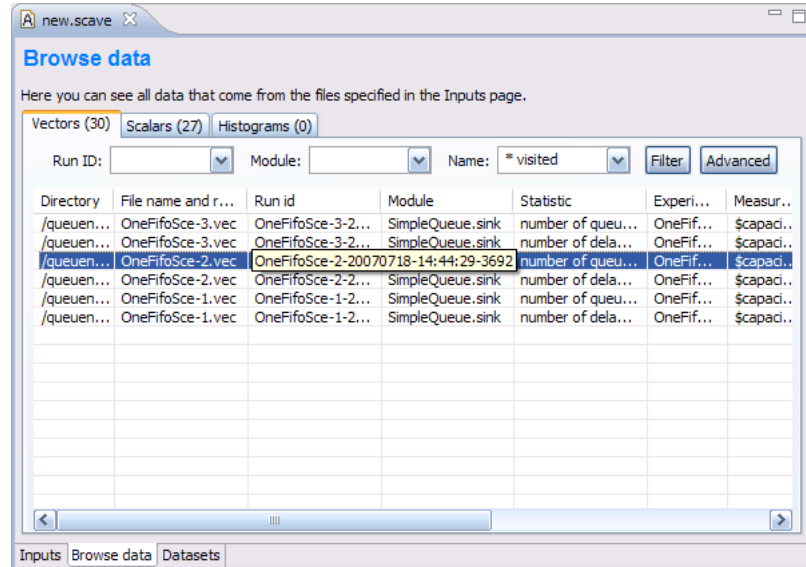 new.scave
Browse data
Here you can see all data that come from the files specified in the Inputs page.
Vectors (30) Scalars (27) Histograms (0)
Run ID: Module: Name: * visited Filter Advanced
Directory File name and r... Run id Module Statistic Experi... Measur..
/queuen... OneFifoSce-3.vec OneFifoSce-3-2... SimpleQueue.sink number of queu... OneFif... $capaci..
/queuen... OneFifoSce-3.vec OneFifoSce-3-2... SimpleQueue.sink number of dela... OneFif... $capaci..
/queuen... OneFifoSce-2.vec OneFifoSce-2-20070718-14:44:29-3692 number of queu... OneFif... $capaci..
/queuen... OneFifoSce-2.vec OneFifoSce-2-2... SimpleQueue.sink number of dela... OneFif... $capaci..
/queuen... OneFifoSce-1.vec OneFifoSce-1-2... SimpleQueue.sink number of queu... OneFif... $capaci..
/queuen... OneFifoSce-1.vec OneFifoSce-1-2... SimpleQueue.sink number of dela... OneFif... $capaci..
Inputs Browse data Datasets